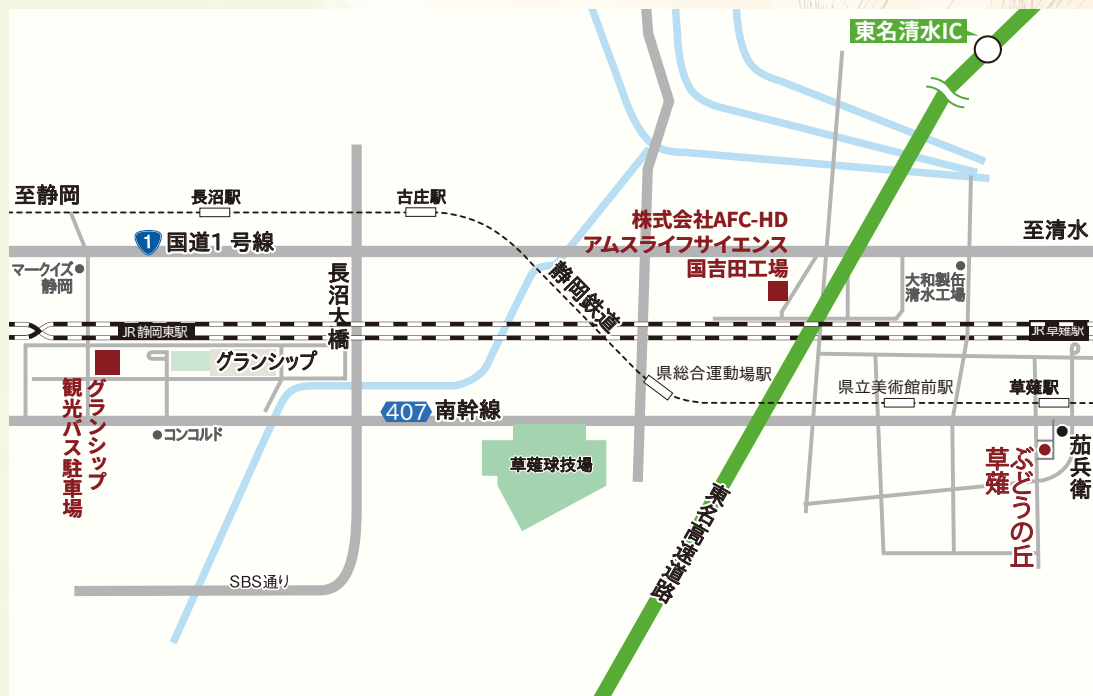 東名清水IC
至静岡
長沼駅
古庄駅
株式会社AFC-HD
アムスライフサイエンス
国吉田工場
至清水
1
国道1号線
マークイズ
静岡
長沼大橋
静岡鉄道
大和製缶
清水工場
JR静岡東駅
JR草薙駅
グランシップ
グランシップ
観光バス駐車場
県総合運動場駅
県立美術館前駅
草薙駅
407
南幹線
コンコルド
草薙球技場
茄兵衛
ぶどうの丘
草薙
東名高速道路
SBS通り